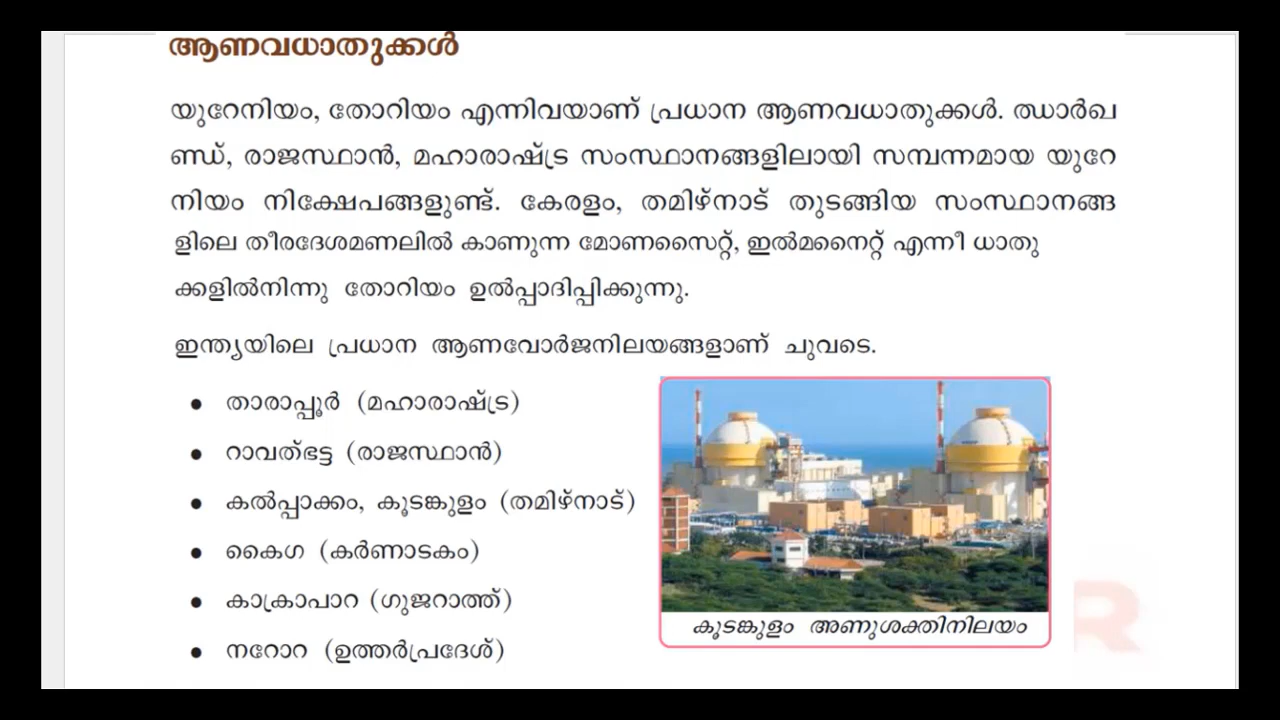 ആണവധാതുക്കൾ
യുറേനിയം, തോറിയം എന്നിവയാണ് പ്രധാന ആണവധാതുക്കൾ. ഝാർഖ
ണ്ഡ്, രാജസ്ഥാൻ, മഹാരാഷ്ട്ര സംസ്ഥാനങ്ങളിലായി സമ്പന്നമായ യുറേ
നിയം നിക്ഷേപങ്ങളുണ്ട്. കേരളം, തമിഴ്നാട് തുടങ്ങിയ സംസ്ഥാനങ്ങ
ളിലെ തീരദേശമണലിൽ കാണുന്ന മോണസൈറ്റ്, ഇൽമനൈറ്റ് എന്നീ ധാതു
ക്കളിൽനിന്നു തോറിയം ഉൽപ്പാദിപ്പിക്കുന്നു.
ഇന്ത്യയിലെ പ്രധാന ആണവോർജനിലയങ്ങളാണ് ചുവടെ.
• താരാപ്പൂർ (മഹാരാഷ്ട്ര)
• റാവത്ഭട്ട (രാജസ്ഥാൻ)
• കൽപ്പാക്കം, കൂടങ്കുളം (തമിഴ്നാട്)
• കൈഗ (കർണാടകം)
• കാക്രാപാറ (ഗുജറാത്ത്)
• നറോറ (ഉത്തർപ്രദേശ്)
കൂടങ്കുളം അണുശക്തിനിലയം
R